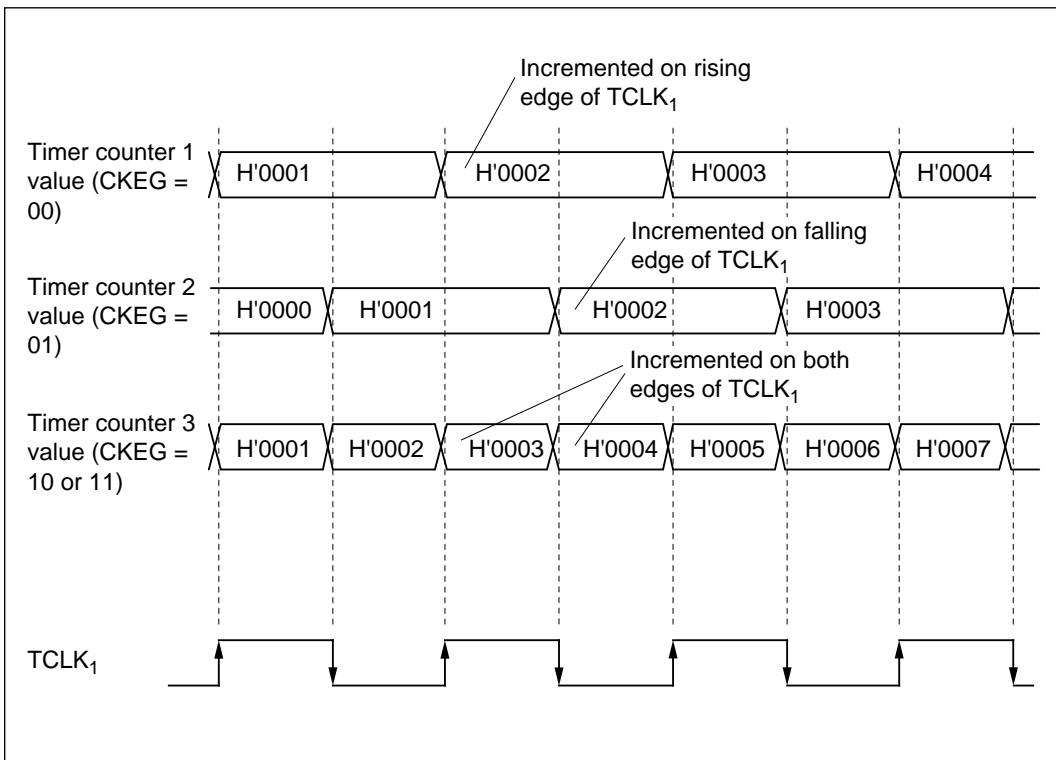 Incremented on rising
edge of TCLK1
Timer counter 1
value (CKEG =
00)
H'0001 H'0002 H'0003 H'0004
Incremented on falling
edge of TCLK1
Timer counter 2
value (CKEG =
01)
H'0000 H'0001 H'0002 H'0003
Incremented on both
edges of TCLK1
Timer counter 3
value (CKEG =
10 or 11)
H'0001 H'0002 H'0003 H'0004 H'0005 H'0006 H'0007
TCLK1